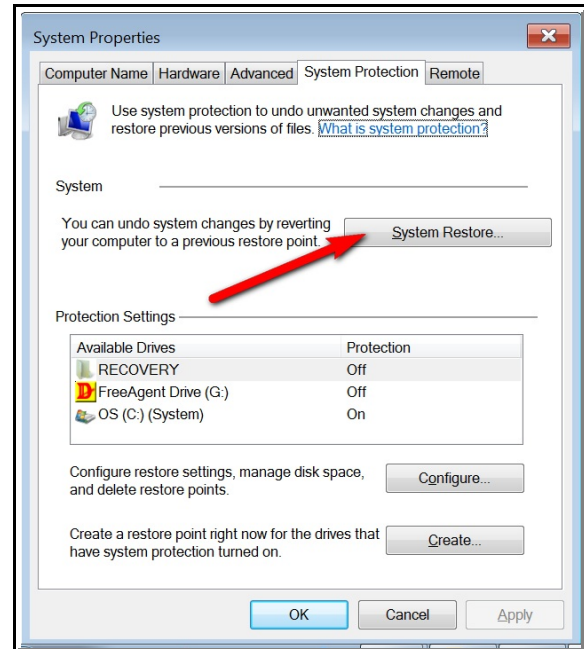 System Properties
Computer Name Hardware Advanced System Protection Remote
Use system protection to undo unwanted system changes and
restore previous versions of files. What is system protection?
System
You can undo system changes by reverting
your computer to a previous restore point.
System Restore...
Protection Settings
Available Drives Protection
RECOVERY Off
FreeAgent Drive (G:) Off
OS (C:) (System) On
Configure restore settings, manage disk space,
and delete restore points.
Configure...
Create a restore point right now for the drives that
have system protection turned on.
Create...
OK Cancel Apply